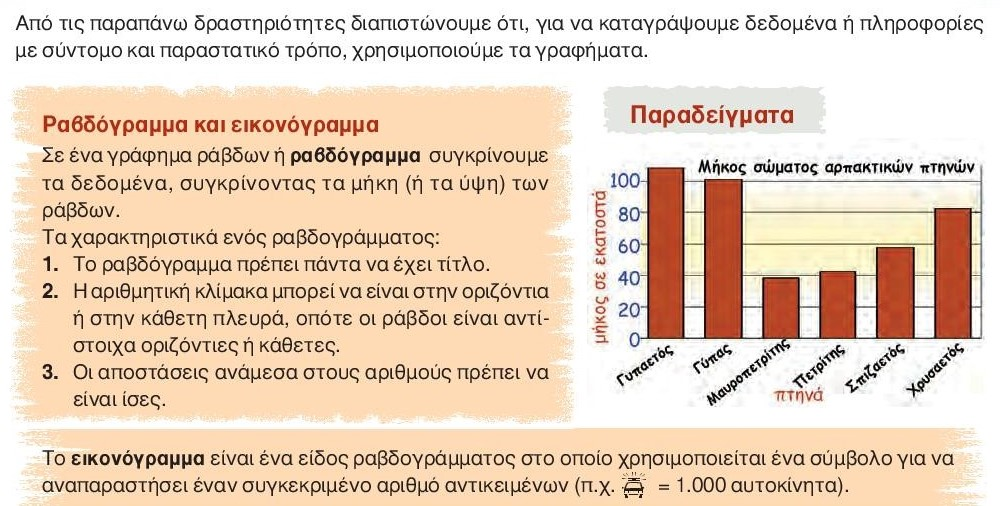 Από τις παραπάνω δραστηριότητες διαπιστώνουμε ότι, για να καταγράψουμε δεδομένα ή πληροφορίες
με σύντομο και παραστατικό τρόπο, χρησιμοποιούμε τα γραφήματα.
Ραβδόγραμμα και εικονόγραμμα
Σε ένα γράφημα ράβδων ή ραβδόγραμμα συγκρίνουμε
τα δεδομένα, συγκρίνοντας τα μήκη (ή τα ύψη) των
ράβδων.
Τα χαρακτηριστικά ενός ραβδογράμματος:
1. Το ραβδόγραμμα πρέπει πάντα να έχει τίτλο.
2. Η αριθμητική κλίμακα μπορεί να είναι στην οριζόντια
ή στην κάθετη πλευρά, οπότε οι ράβδοι είναι αντί-
στοιχα οριζόντιες ή κάθετες.
3. Οι αποστάσεις ανάμεσα στους αριθμούς πρέπει να
είναι ίσες.
Παραδείγματα
Μήκος σώματος αρπακτικών πτηνών
μήκος σε εκατοστά
100
80
60
40
20
0
Γυπαετός
Γύπας
Μαυροπετρίτης
Πετρίτης
Σπιζαετός
Χρυσαετός
πτηνά
Το εικονόγραμμα είναι ένα είδος ραβδογράμματος στο οποίο χρησιμοποιείται ένα σύμβολο για να
αναπαραστήσει έναν συγκεκριμένο αριθμό αντικειμένων (π.χ. = 1.000 αυτοκίνητα).